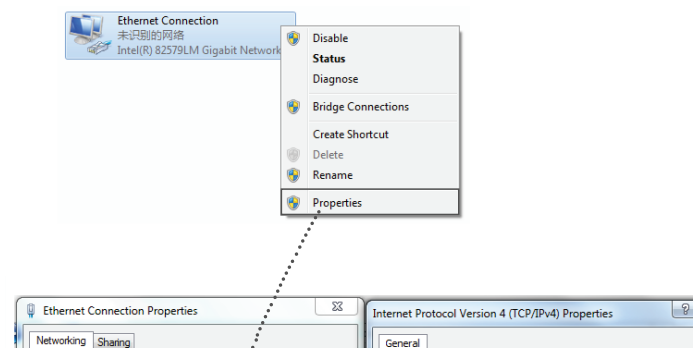 Ethernet Connection
未识别的网络
Intel(R) 82579LM Gigabit Network
Disable
Status
Diagnose
Bridge Connections
Create Shortcut
Delete
Rename
Properties
Ethernet Connection Properties
Networking Sharing
Internet Protocol Version 4 (TCP/IPv4) Properties
General